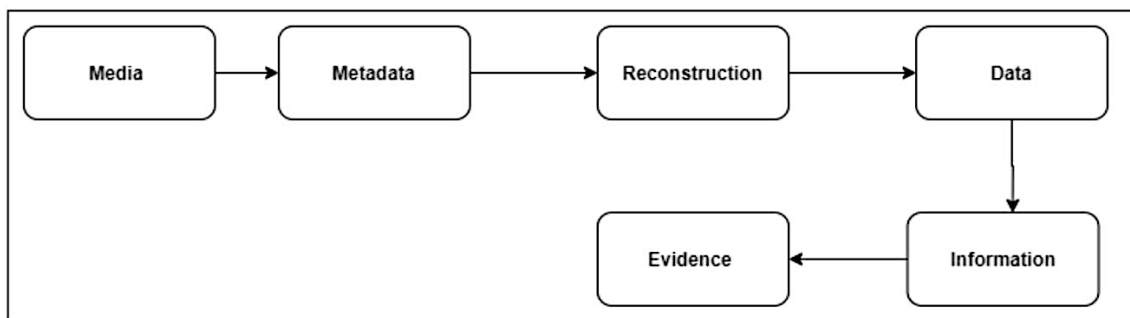 Media
Metadata
Reconstruction
Data
Evidence
Information